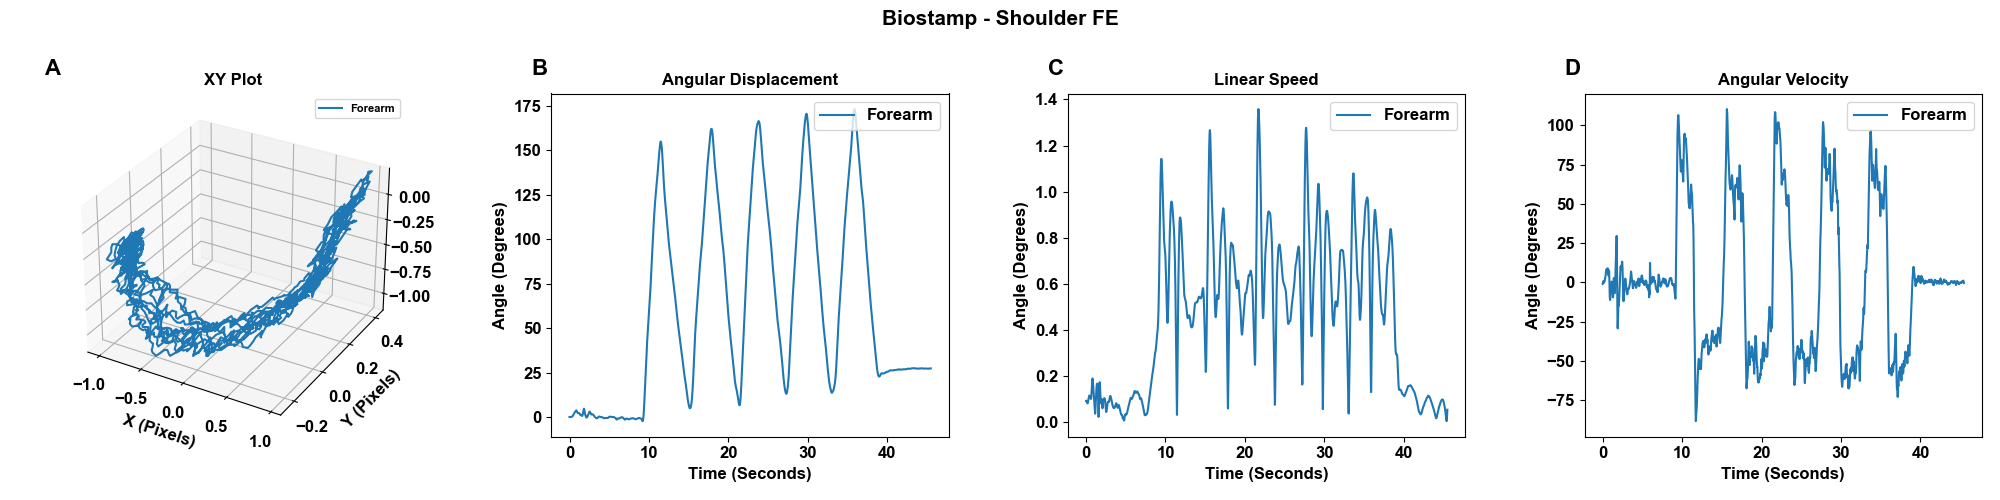 Biostamp - Shoulder FE
A
XY Plot
Forearm
0.00
−0.25
−0.50
−0.75
−1.00
−1.0
−0.5
0.0
0.5
1.0
X (Pixels)
−0.2
0.0
0.2
0.4
Y (Pixels)
B
Angular Displacement
Forearm
175
150
125
100
75
50
25
0
Angle (Degrees)
0
10
20
30
40
Time (Seconds)
C
Linear Speed
Forearm
1.4
1.2
1.0
0.8
0.6
0.4
0.2
0.0
Angle (Degrees)
0
10
20
30
40
Time (Seconds)
D
Angular Velocity
Forearm
100
75
50
25
0
−25
−50
−75
Angle (Degrees)
0
10
20
30
40
Time (Seconds)